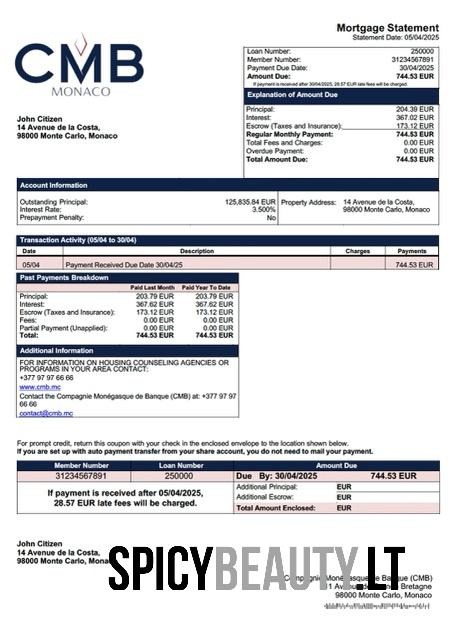 Mortgage Statement
Statement Date: 05/04/2025
CMB
MONACO
Loan Number: 250000
Member Number: 31234567891
Payment Due Date: 30/04/2025
Amount Due: 744.53 EUR
If payment is received after 30/04/2025, 28.57 EUR late fees will be charged.
Explanation of Amount Due
Principal: 204.39 EUR
Interest: 367.02 EUR
Escrow (Taxes and Insurance): 173.12 EUR
Regular Monthly Payment: 744.53 EUR
Total Fees and Charges: 0.00 EUR
Overdue Payment: 0.00 EUR
Total Amount Due: 744.53 EUR
John Citizen
14 Avenue de la Costa,
98000 Monte Carlo, Monaco
Account Information
Outstanding Principal: 125,835.84 EUR
Interest Rate: 3.500%
Prepayment Penalty: No
Property Address: 14 Avenue de la Costa,
98000 Monte Carlo, Monaco
Transaction Activity (05/04 to 30/04)
Date Description Charges Payments
05/04 Payment Received Due Date 30/04/25 744.53 EUR
Past Payments Breakdown
Paid Last Month Paid Year To Date
Principal: 203.79 EUR 203.79 EUR
Interest: 367.62 EUR 367.62 EUR
Escrow (Taxes and Insurance): 173.12 EUR 173.12 EUR
Fees: 0.00 EUR 0.00 EUR
Partial Payment (Unapplied): 0.00 EUR 0.00 EUR
Total: 744.53 EUR 744.53 EUR
Additional Information
FOR INFORMATION ON HOUSING COUNSELING AGENCIES OR
PROGRAMS IN YOUR AREA CONTACT:
+377 97 97 66 66
www.cmb.mc
Contact the Compagnie Monégasque de Banque (CMB) at: +377 97 97
66 66
contact@cmb.mc
For prompt credit, return this coupon with your check in the enclosed envelope to the location shown below.
If you are set up with auto payment from your share account, you do not need to mail your payment.
Member Number Loan Number Amount Due
31234567891 250000 Due By: 30/04/2025 744.53 EUR
If payment is received after 05/04/2025,
28.57 EUR late fees will be charged.
Additional Principal: EUR
Additional Escrow: EUR
Total Amount Enclosed: EUR
John Citizen
14 Avenue de la Costa,
98000 Monte Carlo, Monaco
SPICYBEAUTY.LT
Compagnie Monégasque de Banque (CMB)
Bretagne
98000 Monte Carlo, Monaco